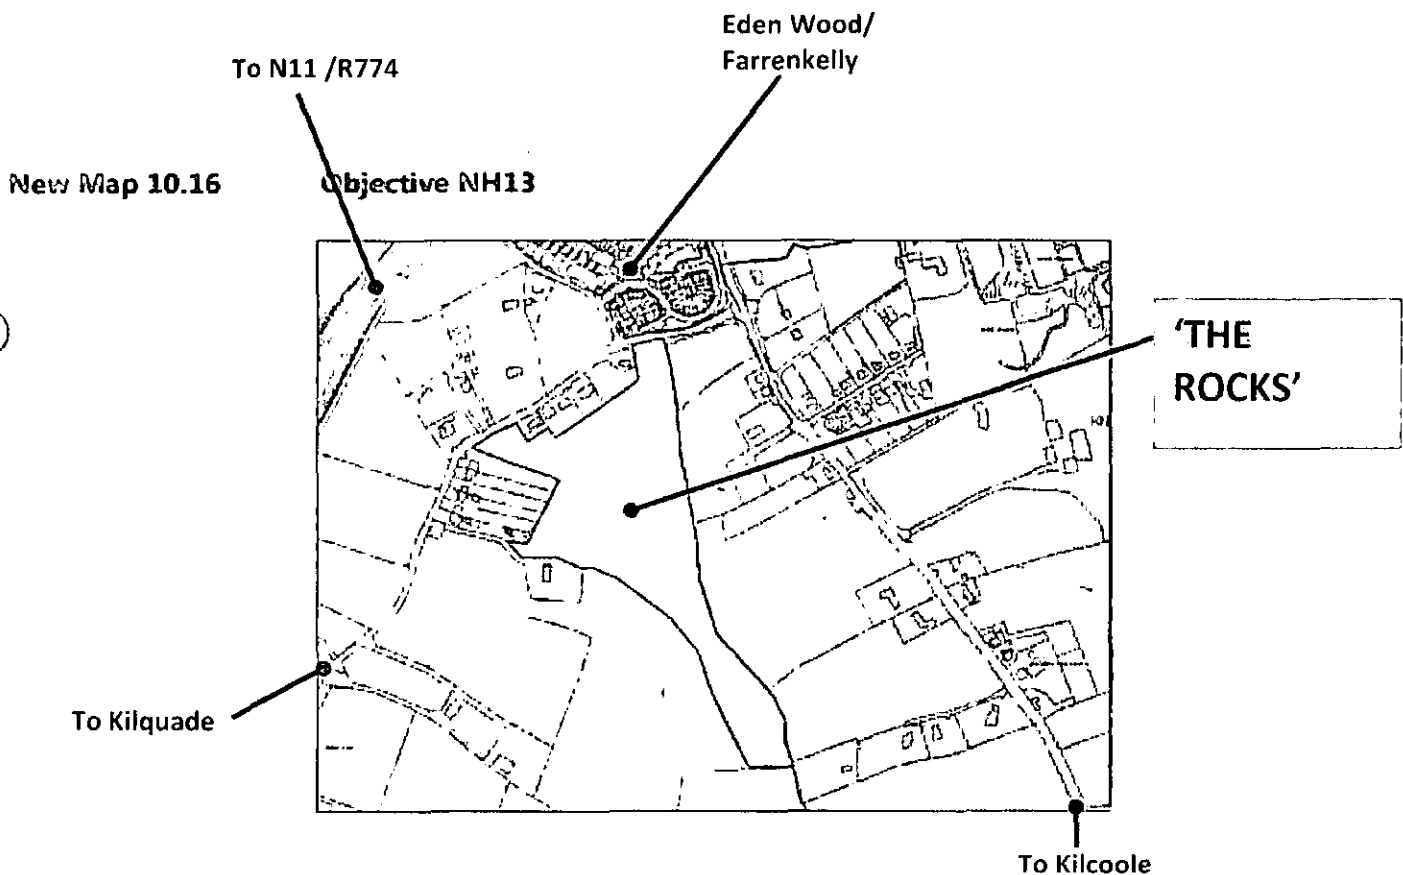 Eden Wood/
Farrenkelly
To N11 /R774
New Map 10.16 Objective NH13
‘THE
ROCKS’
To Kilquade
To Kilcoole